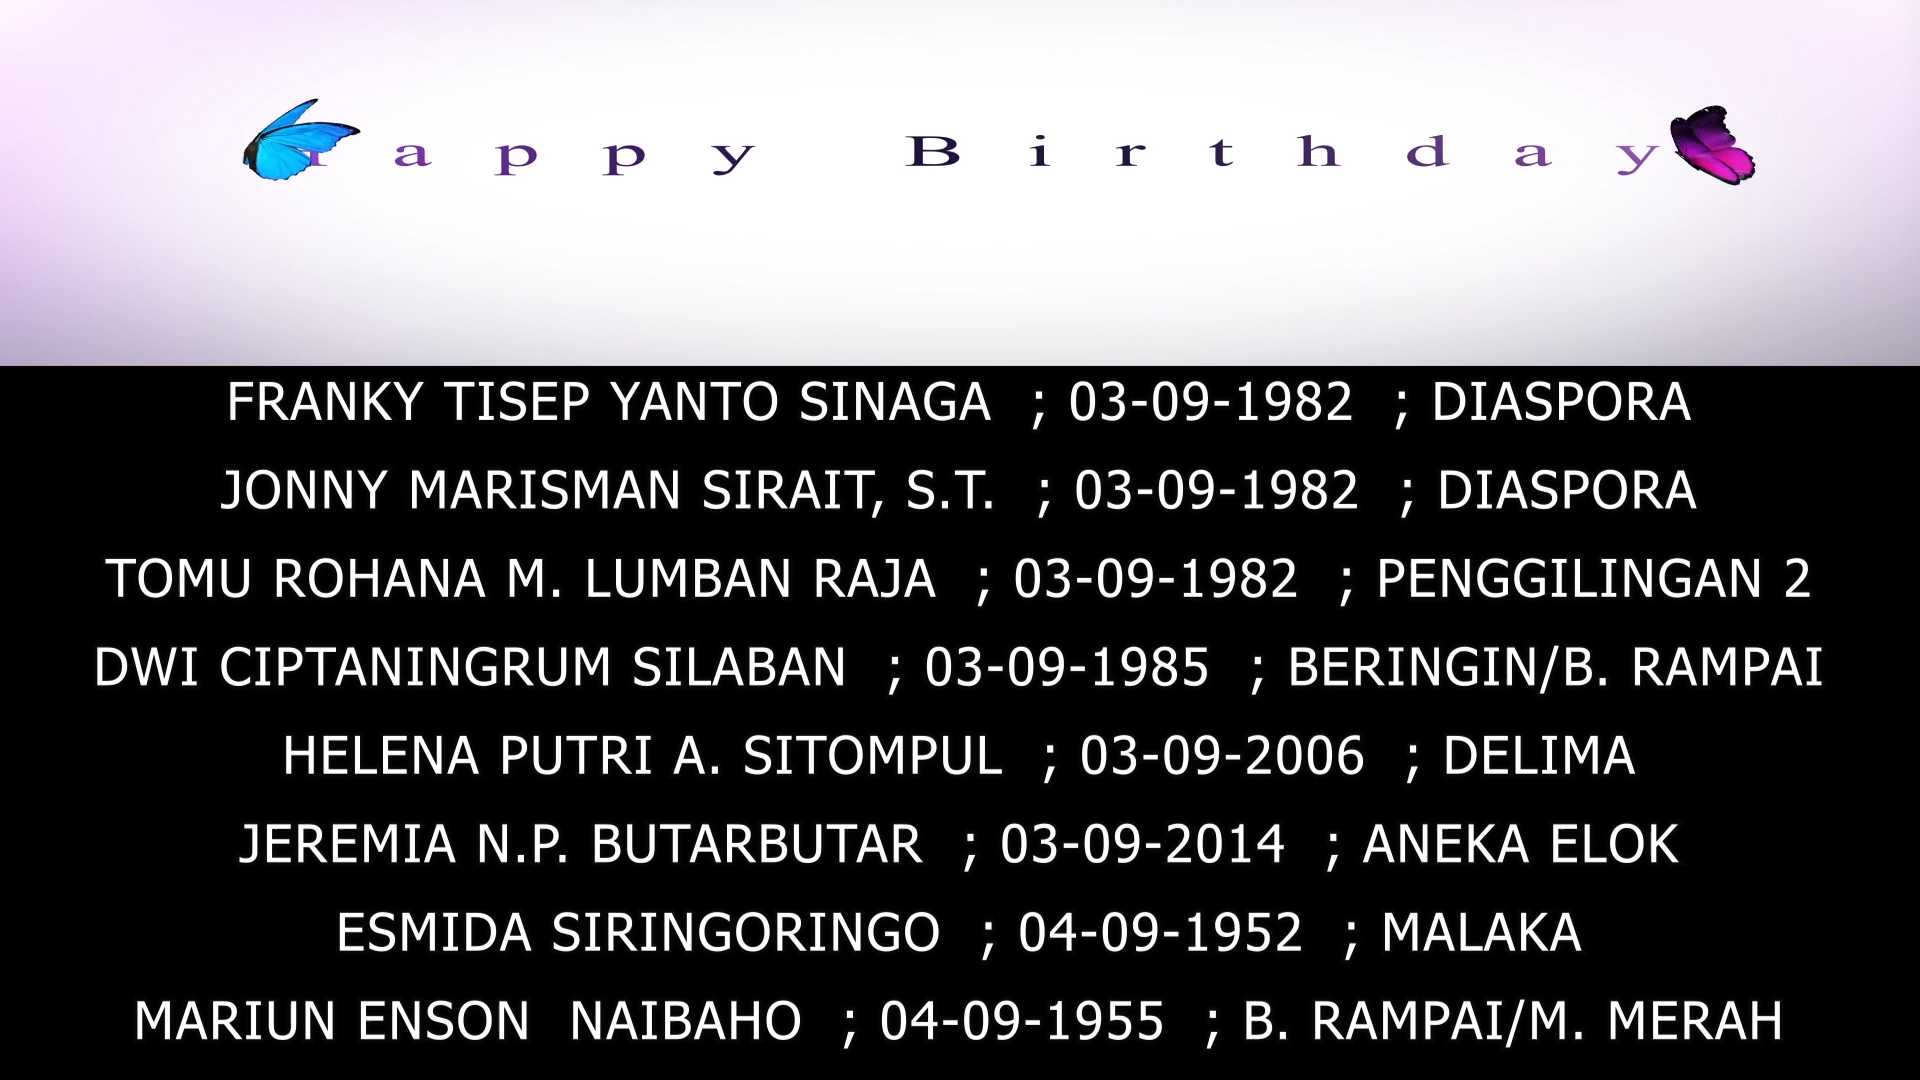 Happy Birthday
FRANKY TISEP YANTO SINAGA ; 03-09-1982 ; DIASPORA
JONNY MARISMAN SIRAIT, S.T. ; 03-09-1982 ; DIASPORA
TOMU ROHANA M. LUMBAN RAJA ; 03-09-1982 ; PENGGILINGAN 2
DWI CIPTANINGRUM SILABAN ; 03-09-1985 ; BERINGIN/B. RAMPAI
HELENA PUTRI A. SITOMPUL ; 03-09-2006 ; DELIMA
JEREMIA N.P. BUTARBUTAR ; 03-09-2014 ; ANEKA ELOK
ESMIDA SIRINGORINGO ; 04-09-1952 ; MALAKA
MARIUN ENSON NAIBAHO ; 04-09-1955 ; B. RAMPAI/M. MERAH